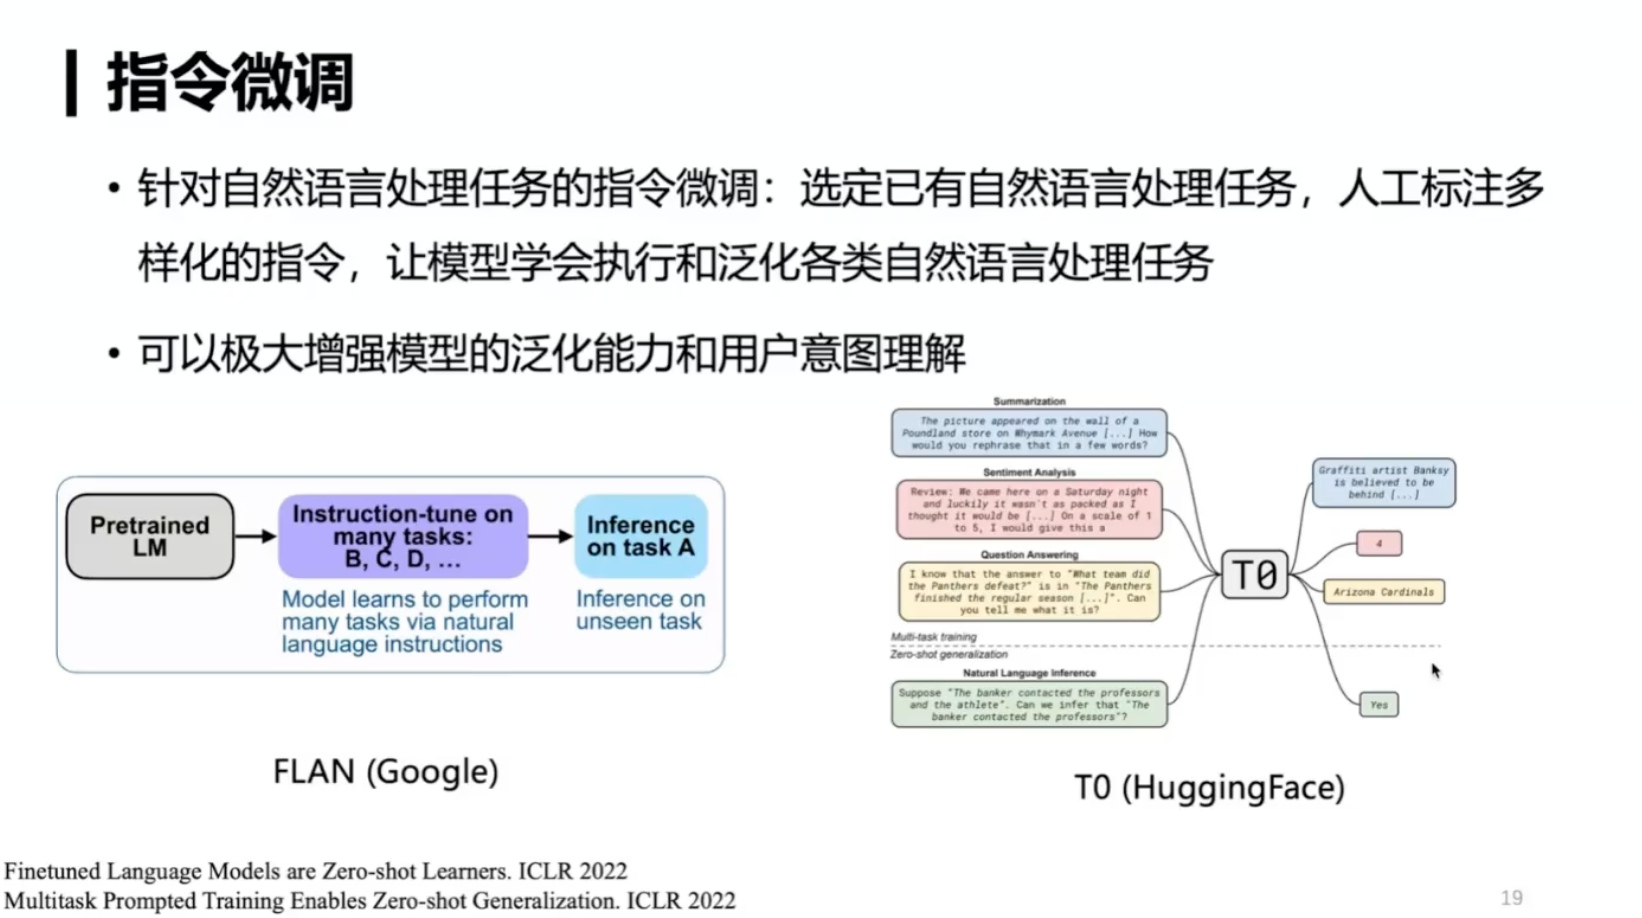 指令微调
• 针对自然语言处理任务的指令微调：选定已有自然语言处理任务，人工标注多
样化的指令，让模型学会执行和泛化各类自然语言处理任务
• 可以极大增强模型的泛化能力和用户意图理解
Pretrained
LM
Instruction-tune on
many tasks:
B, C, D, ...
Model learns to perform
many tasks via natural
language instructions
Inference
on task A
Inference on
unseen task
FLAN (Google)
Summarization
The picture appeared on the wall of a
Poundland store on Whymark Avenue [...] How
would you rephrase that in a few words?
Sentiment Analysis
Review: We came here on a Saturday night
and luckily it wasn't as packed as I
thought it would be [...] On a scale of 1
to 5, I would give this a
Question Answering
I know that the answer to "What team did
the Panthers defeat?" is in "The Panthers
finished the regular season [...]". Can
you tell me what it is?
Multi-task training
Zero-shot generalization
Natural Language Inference
Suppose "The banker contacted the professors
and the athlete". Can we infer that "The
banker contacted the professors"?
T0
Graffiti artist Banksy
is believed to be
behind [...]
4
Arizona Cardinals
Yes
T0 (HuggingFace)
Finetuned Language Models are Zero-shot Learners. ICLR 2022
Multitask Prompted Training Enables Zero-shot Generalization. ICLR 2022
19